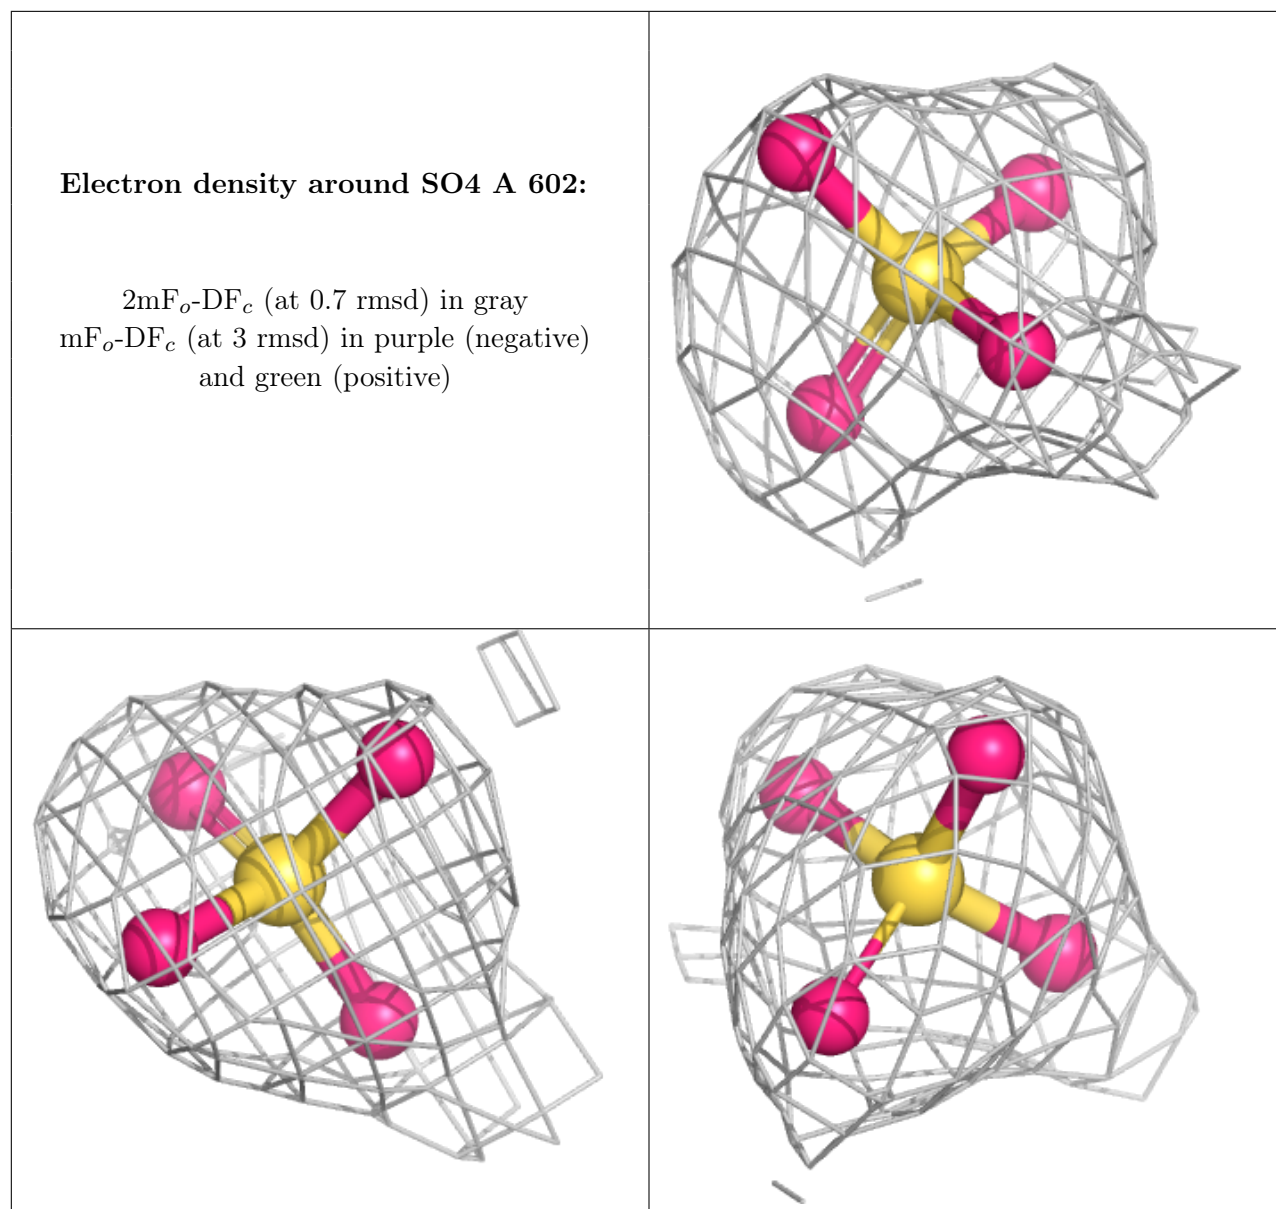 Electron density around SO4 A 602:
2mFo-DFc (at 0.7 rmsd) in gray
mFo-DFc (at 3 rmsd) in purple (negative)
and green (positive)